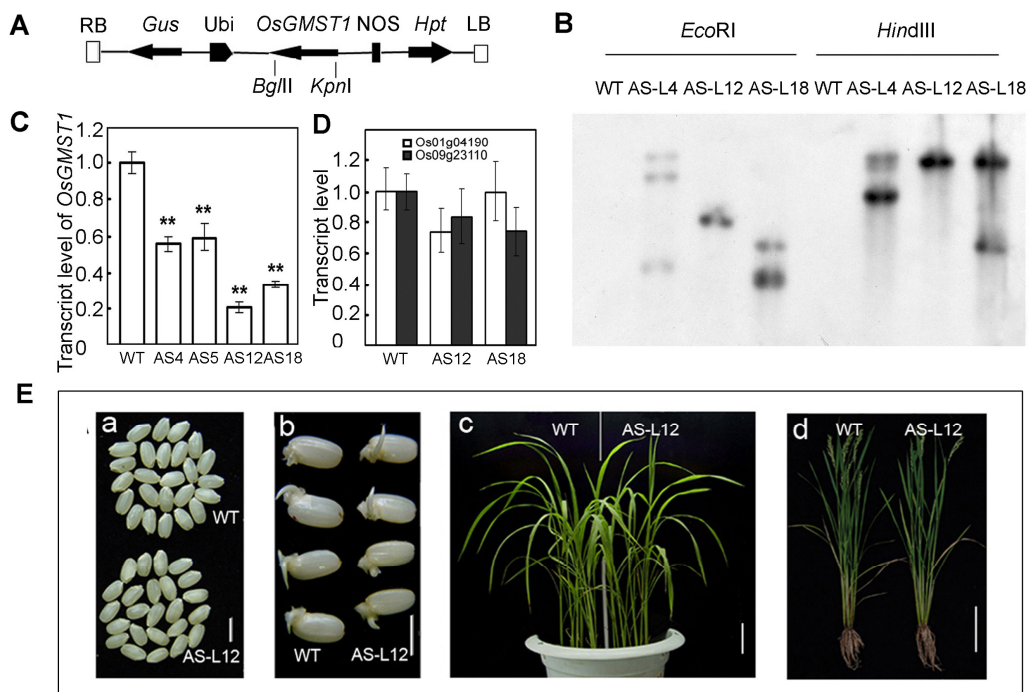 A
RB Gus Ubi OsGMST1 NOS Hpt LB
BglII KpnI
B
EcoRI HindIII
WT AS-L4 AS-L12 AS-L18 WT AS-L4 AS-L12 AS-L18
C
Transcript level of OsGMST1
1.2
1.0
0.8
0.6
0.4
0.2
0
**
**
**
**
WT AS4 AS5 AS12 AS18
D
Transcript level
Os01g04190
Os09g23110
1.2
1.0
0.8
0.6
0.4
0.2
0
WT AS12 AS18
E
a
WT
AS-L12
b
WT AS-L12
c
WT AS-L12
d
WT AS-L12